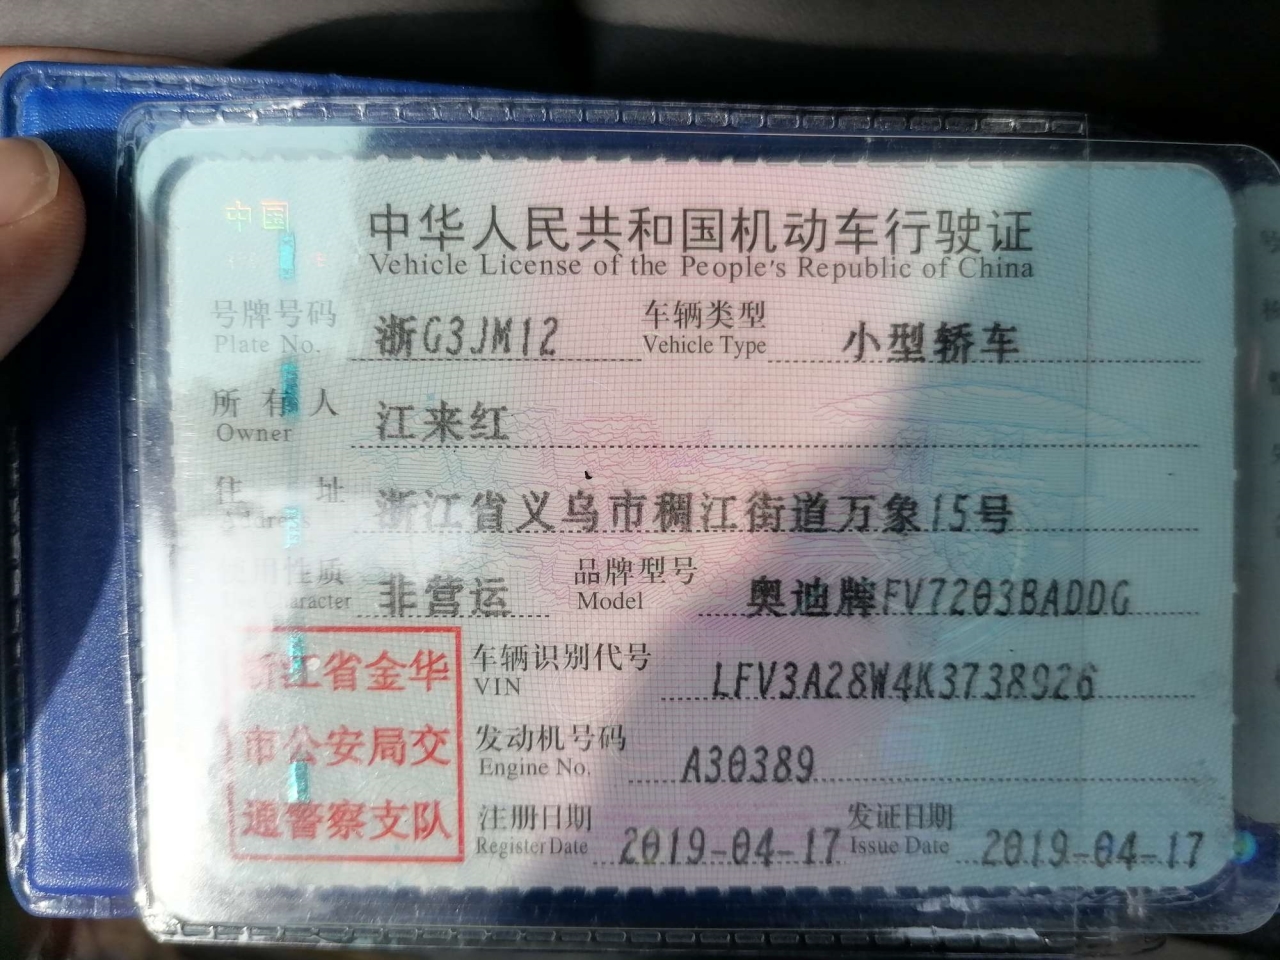 中国
中华人民共和国机动车行驶证
Vehicle License of the People's Republic of China
号牌号码 浙G3JM12 车辆类型 小型轿车
Plate No. Vehicle Type
所有人 江来红
Owner
住址 浙江省义乌市稠江街道万象15号
Address
使用性质 非营运 品牌型号 奥迪牌FV7203BADDG
Use Character Model
浙江省金华
市公安局交
通警察支队
车辆识别代号 LFV3A28W4K3738926
VIN
发动机号码 A30389
Engine No.
注册日期 2019-04-17 发证日期 2019-04-17
Register Date Issue Date